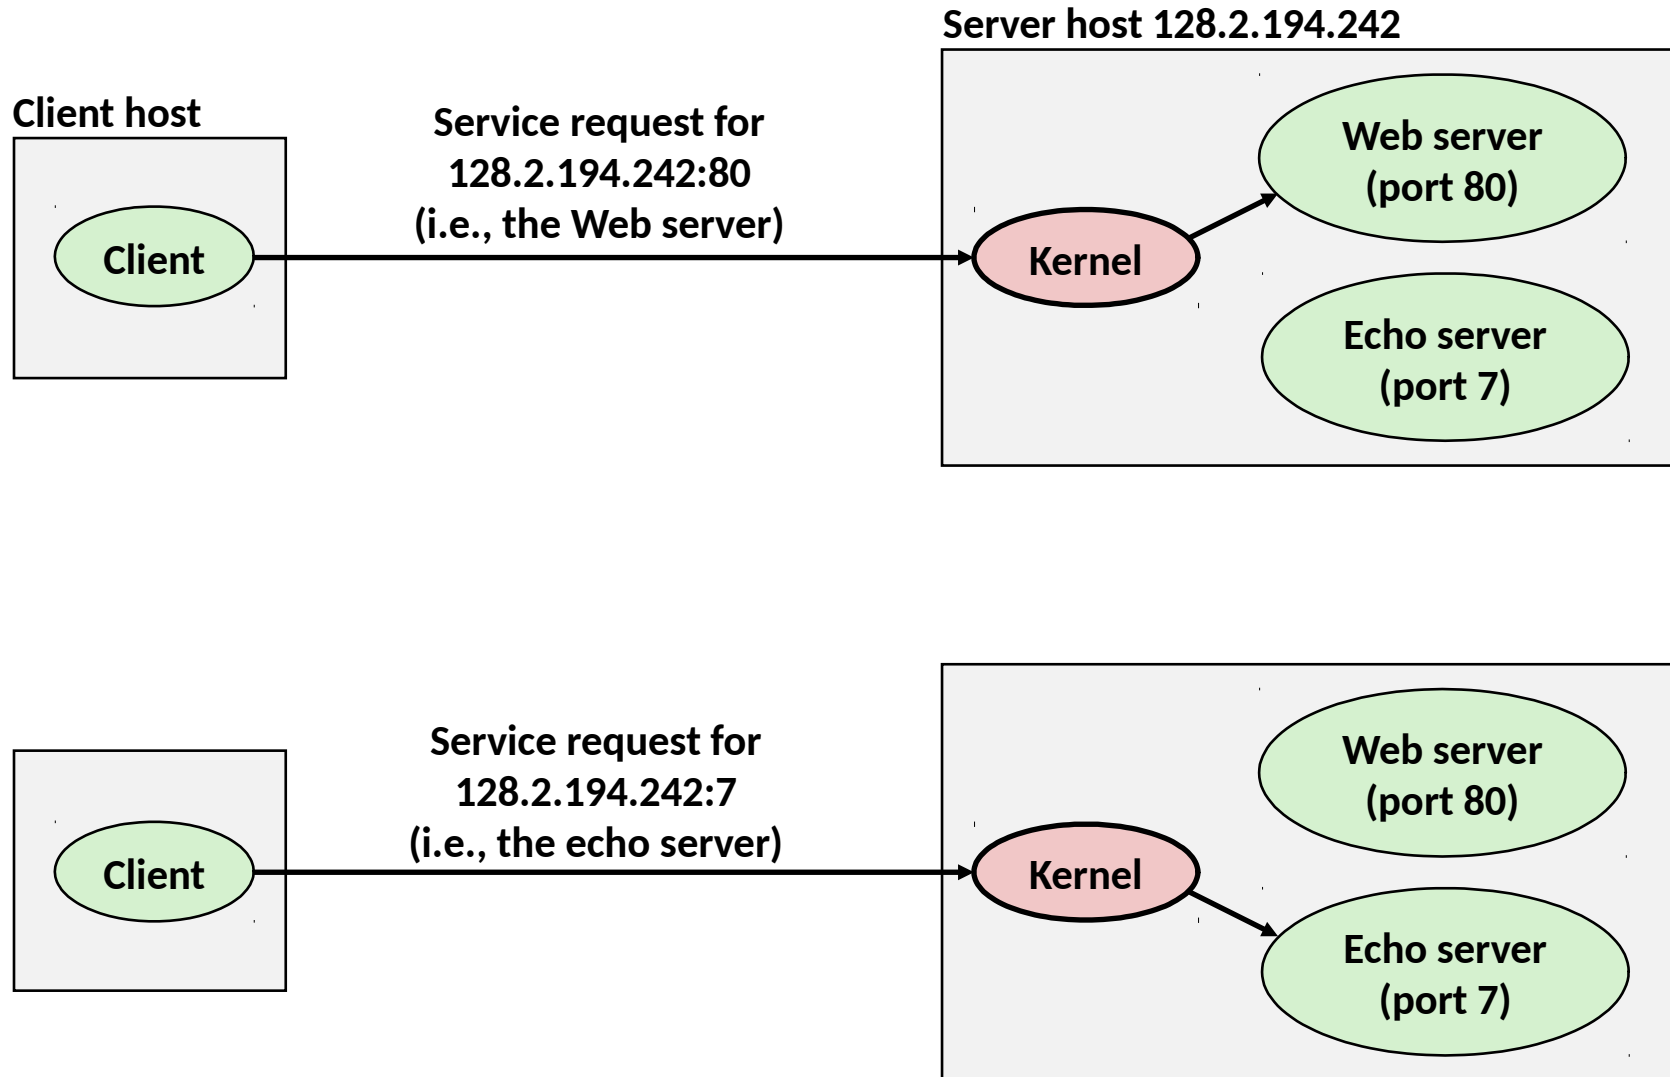 Server host 128.2.194.242
Client host
Service request for
128.2.194.242:80
(i.e., the Web server)
Client
Kernel
Web server
(port 80)
Echo server
(port 7)
Service request for
128.2.194.242:7
(i.e., the echo server)
Client
Kernel
Web server
(port 80)
Echo server
(port 7)